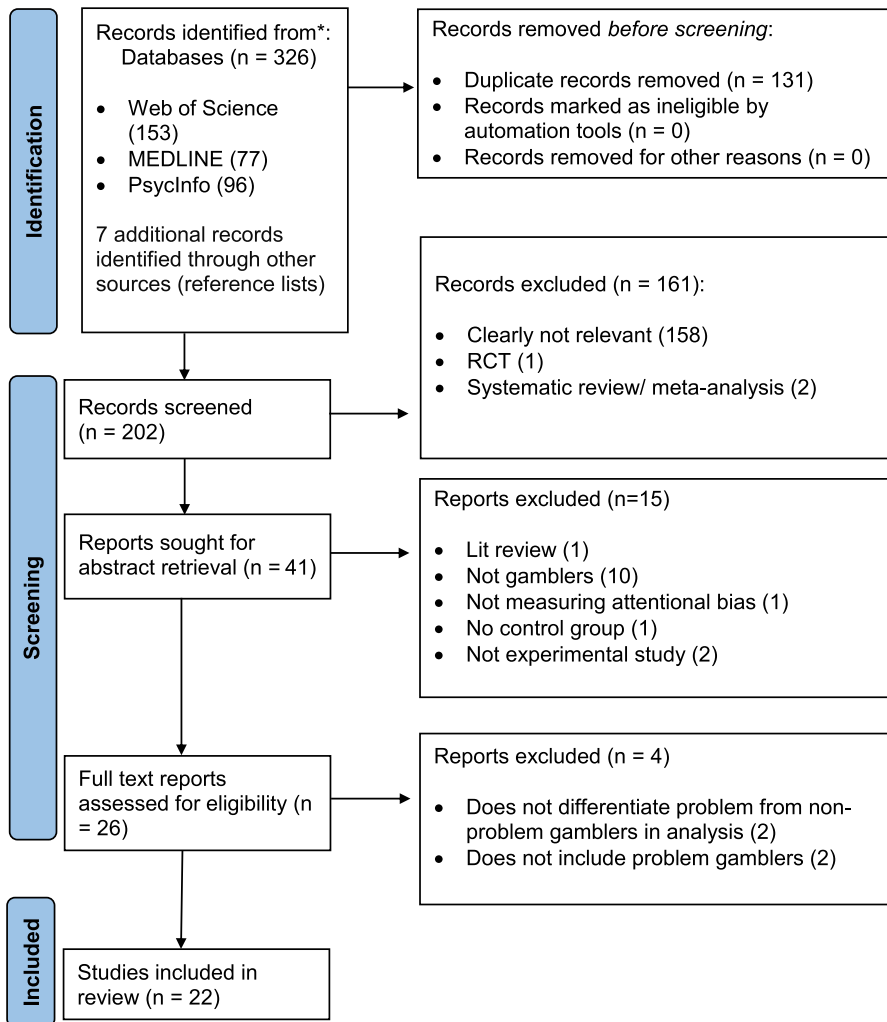 Identification
Records identified from*:
Databases (n = 326)
• Web of Science
(153)
• MEDLINE (77)
• PsycInfo (96)
7 additional records
identified through other
sources (reference lists)
Records removed before screening:
• Duplicate records removed (n = 131)
• Records marked as ineligible by
automation tools (n = 0)
• Records removed for other reasons (n = 0)
Screening
Records screened
(n = 202)
Records excluded (n = 161):
• Clearly not relevant (158)
• RCT (1)
• Systematic review/ meta-analysis (2)
Reports sought for
abstract retrieval (n = 41)
Reports excluded (n=15)
• Lit review (1)
• Not gamblers (10)
• Not measuring attentional bias (1)
• No control group (1)
• Not experimental study (2)
Full text reports
assessed for eligibility (n
= 26)
Reports excluded (n = 4)
• Does not differentiate problem from non-
problem gamblers in analysis (2)
• Does not include problem gamblers (2)
Included
Studies included in
review (n = 22)